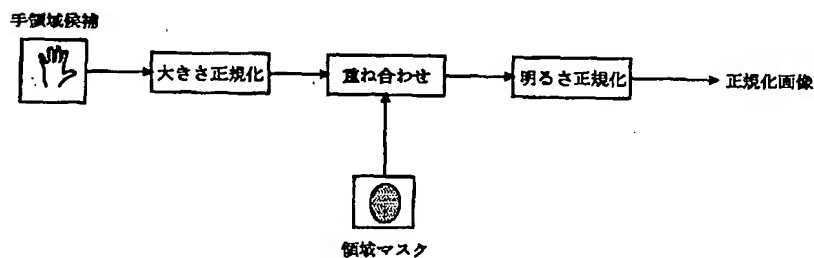 手領域候補
大きさ正規化
重ね合わせ
明るさ正規化
正規化画像
領域マスク